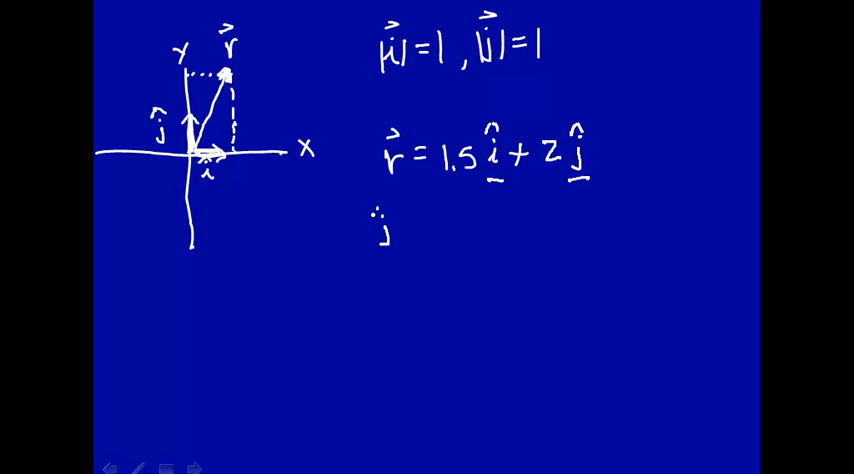 y
r⃗
ĵ
î
x
|i⃗| = 1 , |j⃗| = 1
r⃗ = 1.5 î + 2 ĵ
j